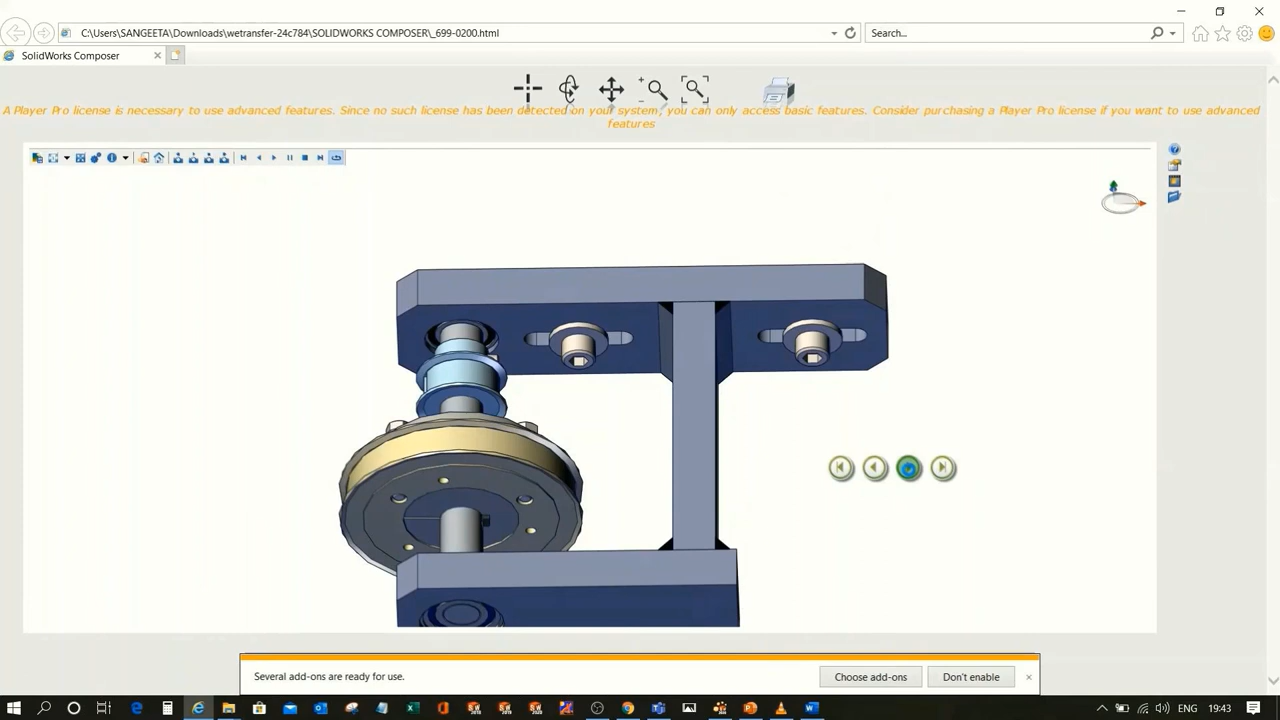 C:\Users\SANGEETA\Downloads\wetransfer-24c784\SOLIDWORKS COMPOSER\_699-0200.html
Search...
SolidWorks Composer
A Player Pro license is necessary to use advanced features. Since no such license has been detected on your system, you can only access basic features. Consider purchasing a Player Pro license if you want to use advanced
features
Several add-ons are ready for use.
Choose add-ons
Don't enable
ENG
19:43